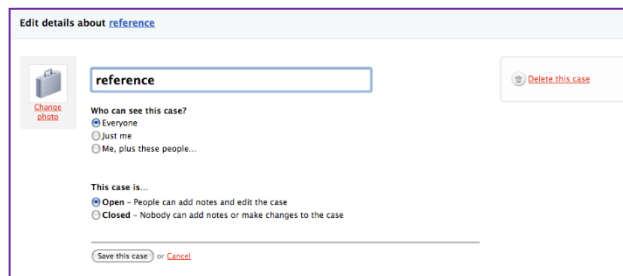 Edit details about reference
reference
Delete this case
Change
photo
Who can see this case?
Everyone
Just me
Me, plus these people...
This case is...
Open – People can add notes and edit the case
Closed – Nobody can add notes or make changes to the case
Save this case or Cancel